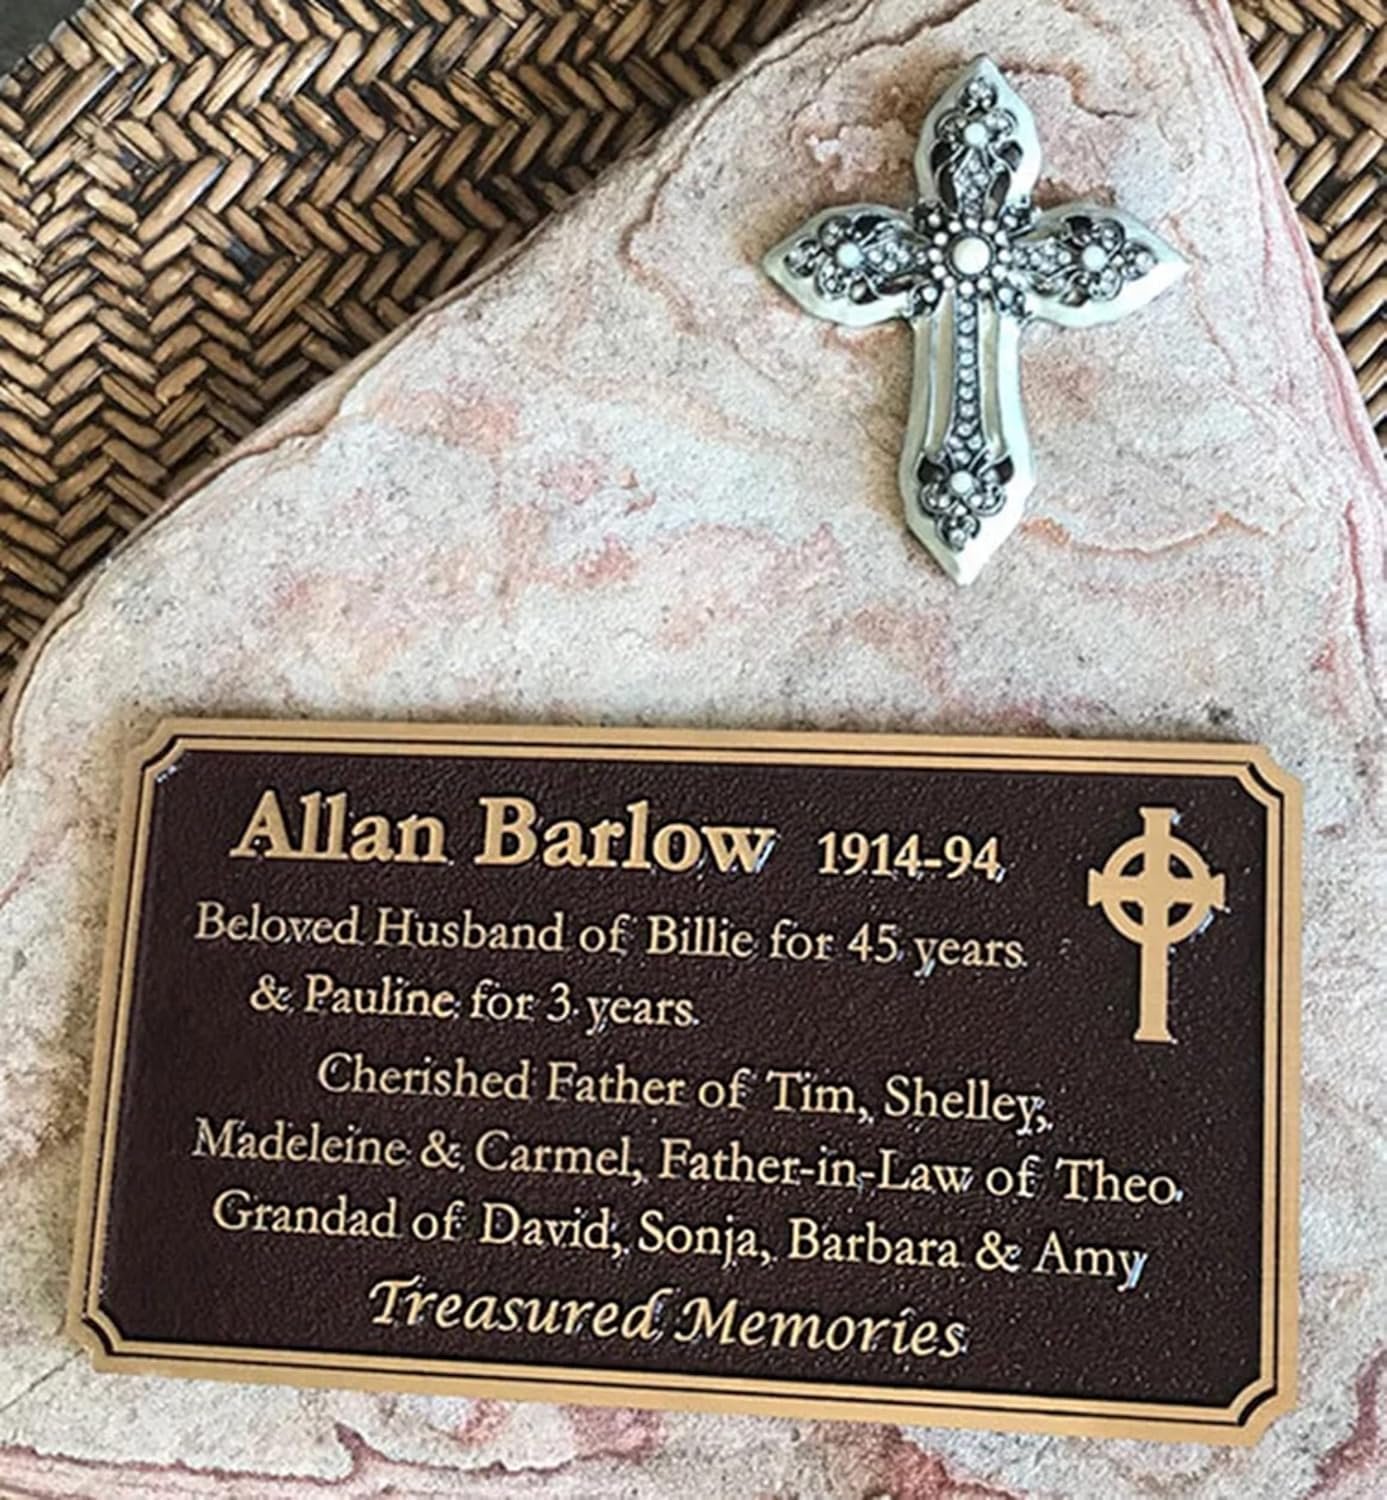 Allan Barlow 1914-94
Beloved Husband of Billie for 45 years
& Pauline for 3 years
Cherished Father of Tim, Shelley,
Madeleine & Carmel, Father-in-Law of Theo
Grandad of David, Sonja, Barbara & Amy
Treasured Memories